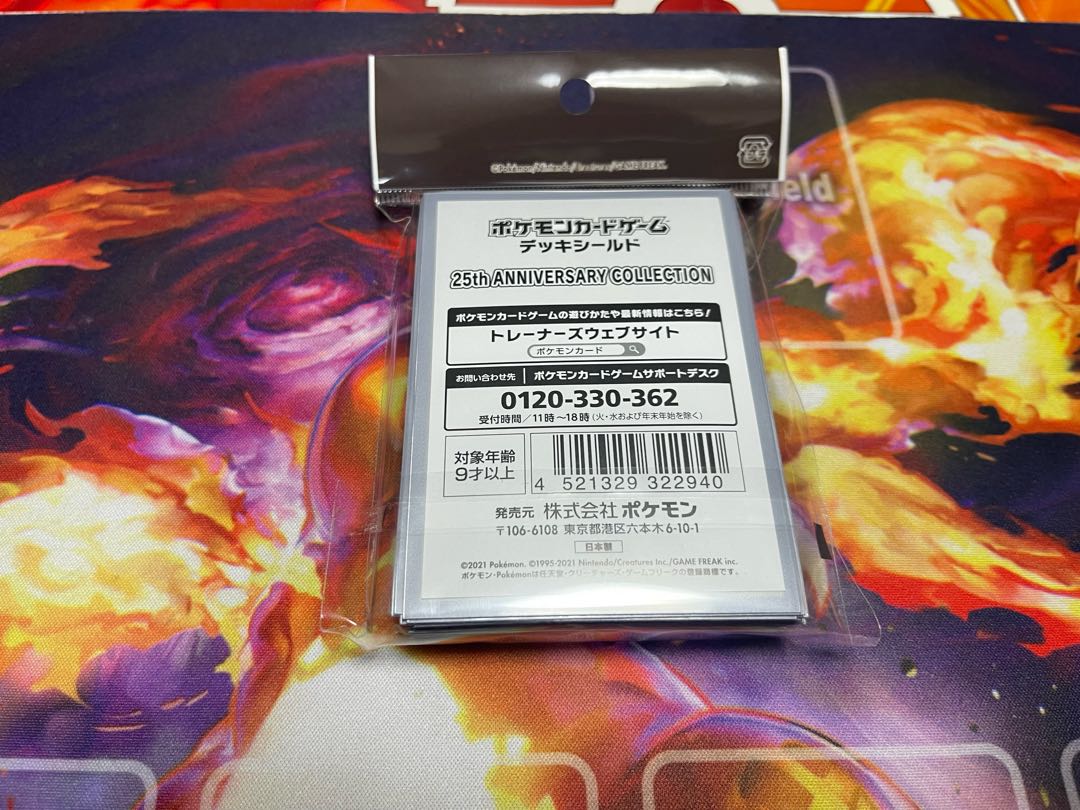 ©Pokémon/Nintendo/Creatures/GAME FREAK.
eld
ポケモンカードゲーム
デッキシールド
25th ANNIVERSARY COLLECTION
ポケモンカードゲームの遊びかたや最新情報はこちら!
トレーナーズウェブサイト
ポケモンカード
お問い合わせ先 ポケモンカードゲームサポートデスク
0120-330-362
受付時間/11時～18時(火・水および年末年始を除く)
対象年齢
9才以上
4 521329 322940
発売元 株式会社ポケモン
〒106-6108 東京都港区六本木6-10-1
日本製
©2021 Pokémon. ©1995-2021 Nintendo/Creatures Inc./GAME FREAK inc.
ポケモン・Pokémonは任天堂・クリーチャーズ・ゲームフリークの登録商標です。